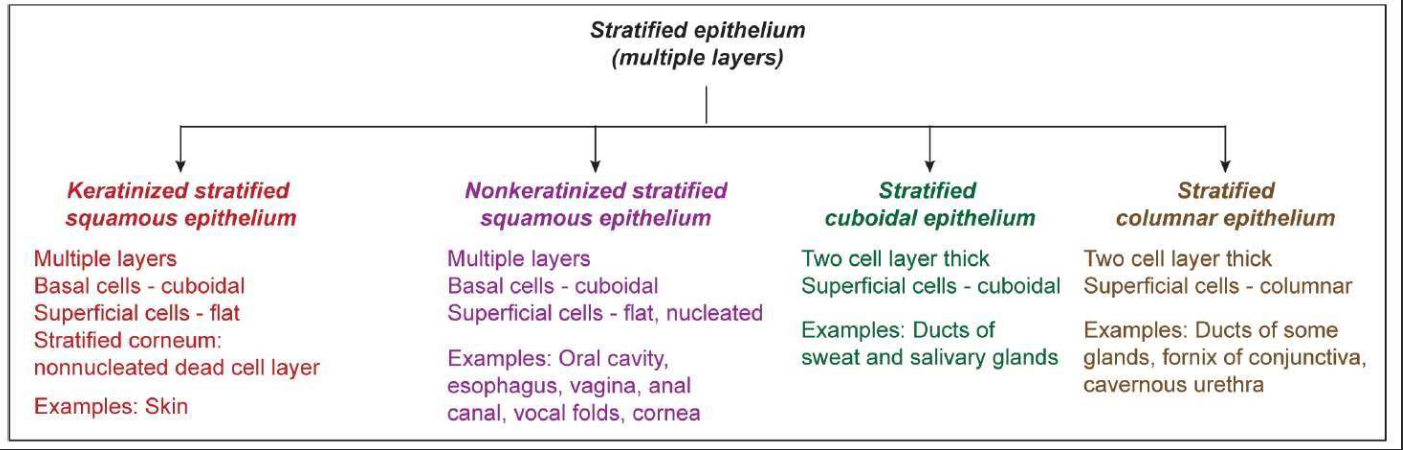 Stratified epithelium
(multiple layers)
Keratinized stratified
squamous epithelium
Multiple layers
Basal cells - cuboidal
Superficial cells - flat
Stratified corneum:
nonnucleated dead cell layer
Examples: Skin
Nonkeratinized stratified
squamous epithelium
Multiple layers
Basal cells - cuboidal
Superficial cells - flat, nucleated
Examples: Oral cavity,
esophagus, vagina, anal
canal, vocal folds, cornea
Stratified
cuboidal epithelium
Two cell layer thick
Superficial cells - cuboidal
Examples: Ducts of
sweat and salivary glands
Stratified
columnar epithelium
Two cell layer thick
Superficial cells - columnar
Examples: Ducts of some
glands, fornix of conjunctiva,
cavernous urethra